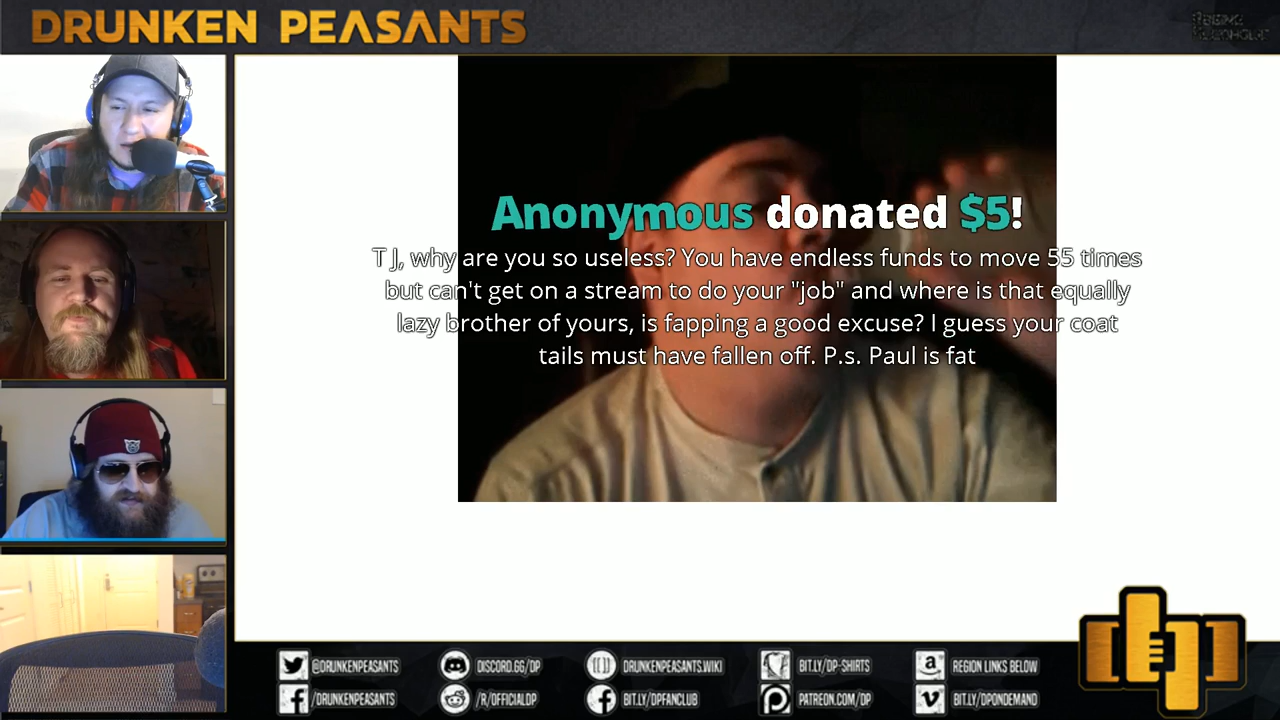 DRUNKEN PEASANTS
Anonymous donated $5!
T J, why are you so useless? You have endless funds to move 55 times
but can't get on a stream to do your "job" and where is that equally
lazy brother of yours, is fapping a good excuse? I guess your coat
tails must have fallen off. P.s. Paul is fat
@DRUNKENPEASANTS
DISCORD.GG/DP
DRUNKENPEASANTS.WIKI
BIT.LY/DP-SHIRTS
REGION LINKS BELOW
/DRUNKENPEASANTS
/R/OFFICIALDP
BIT.LY/DPFANCLUB
PATREON.COM/DP
BIT.LY/DPONDEMAND